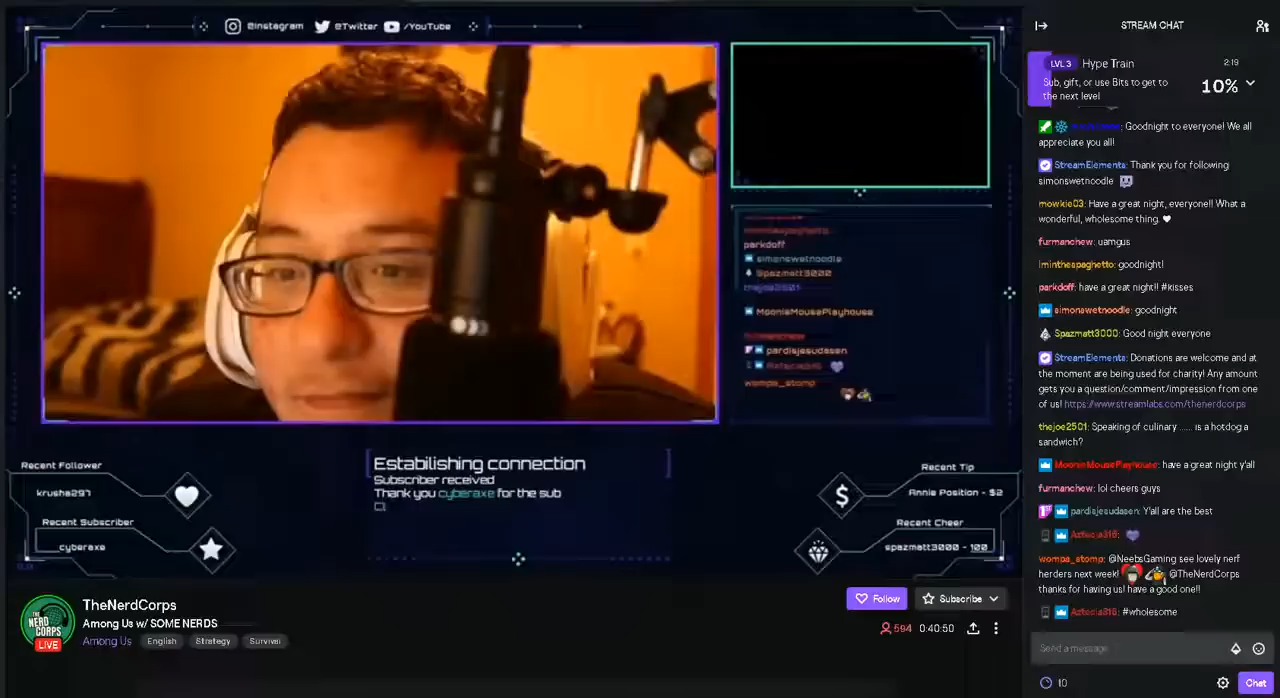 @Instagram @Twitter /YouTube
parkdoff
simonswetnoodle
Spazmatt3000
thejoe2501
MoonieMousePlayhouse
furmanchew
pardisjesudasen
Aztecia316
wompa_stomp
Recent Follower
krusha297
Recent Subscriber
cyberaxe
Estabilishing connection
Subscriber received
Thank you cyberaxe for the sub
Recent Tip
Annie Position - $2
Recent Cheer
spazmatt3000 - 100
THE NERD CORPS
LIVE
TheNerdCorps
Among Us w/ SOME NERDS
Among Us English Strategy Survival
Follow
Subscribe
594 0:40:50
STREAM CHAT
LVL 3 Hype Train 2:19
Sub, gift, or use Bits to get to
the next level
10%
: Goodnight to everyone! We all
appreciate you all!
StreamElements: Thank you for following
simonswetnoodle
mowkie03: Have a great night, everyone!! What a
wonderful, wholesome thing. ♥
furmanchew: uamgus
iminthespaghetto: goodnight!
parkdoff: have a great night!! #kisses
simonswetnoodle: goodnight
Spazmatt3000: Good night everyone
StreamElements: Donations are welcome and at
the moment are being used for charity! Any amount
gets you a question/comment/impression from one
of us! https://www.streamlabs.com/thenerdcorps
thejoe2501: Speaking of culinary ...... is a hotdog a
sandwich?
MoonieMousePlayhouse: have a great night y'all
furmanchew: lol cheers guys
pardisjesudasen: Y'all are the best
Aztecia316:
wompa_stomp: @NeebsGaming see lovely nerf
herders next week! @TheNerdCorps
thanks for having us! have a good one!!
Aztecia316: #wholesome
Send a message
10
Chat